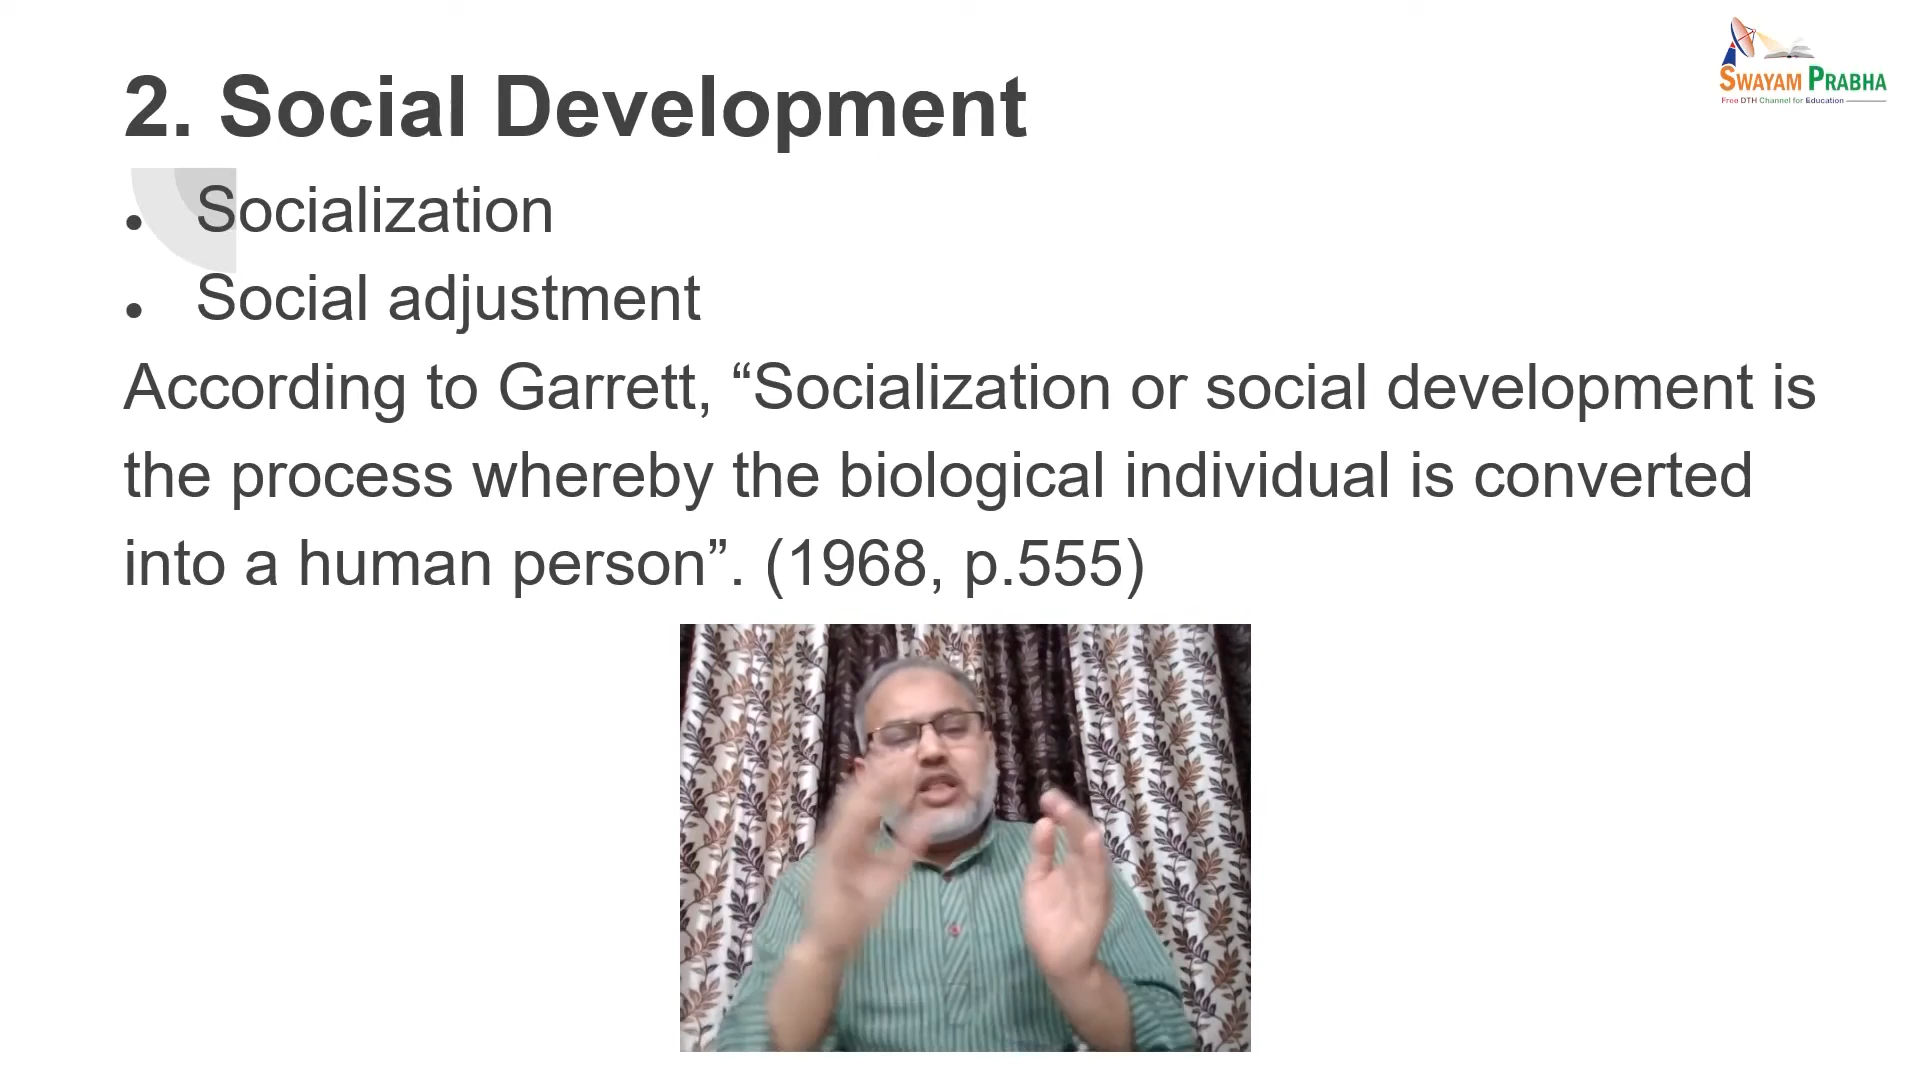 SWAYAM PRABHA
Free DTH Channel for Education
2. Social Development
• Socialization
• Social adjustment
According to Garrett, “Socialization or social development is
the process whereby the biological individual is converted
into a human person”. (1968, p.555)